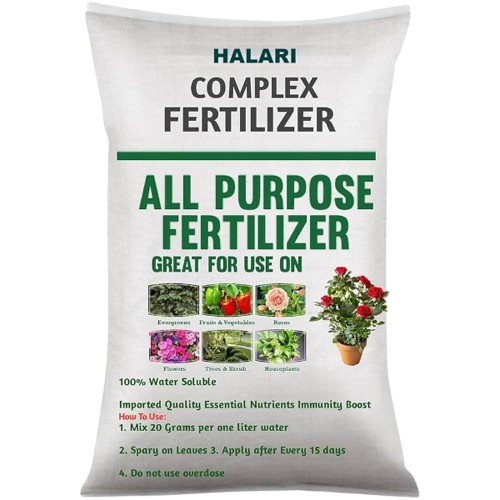 HALARI
COMPLEX
FERTILIZER
ALL PURPOSE
FERTILIZER
GREAT FOR USE ON
Evergreens Fruits & Vegetables Roses
Flowers Trees & Shrub Houseplants
100% Water Soluble
Imported Quality Essential Nutrients Immunity Boost
How To Use:
1. Mix 20 Grams per one liter water
2. Spary on Leaves 3. Apply after Every 15 days
4. Do not use overdose